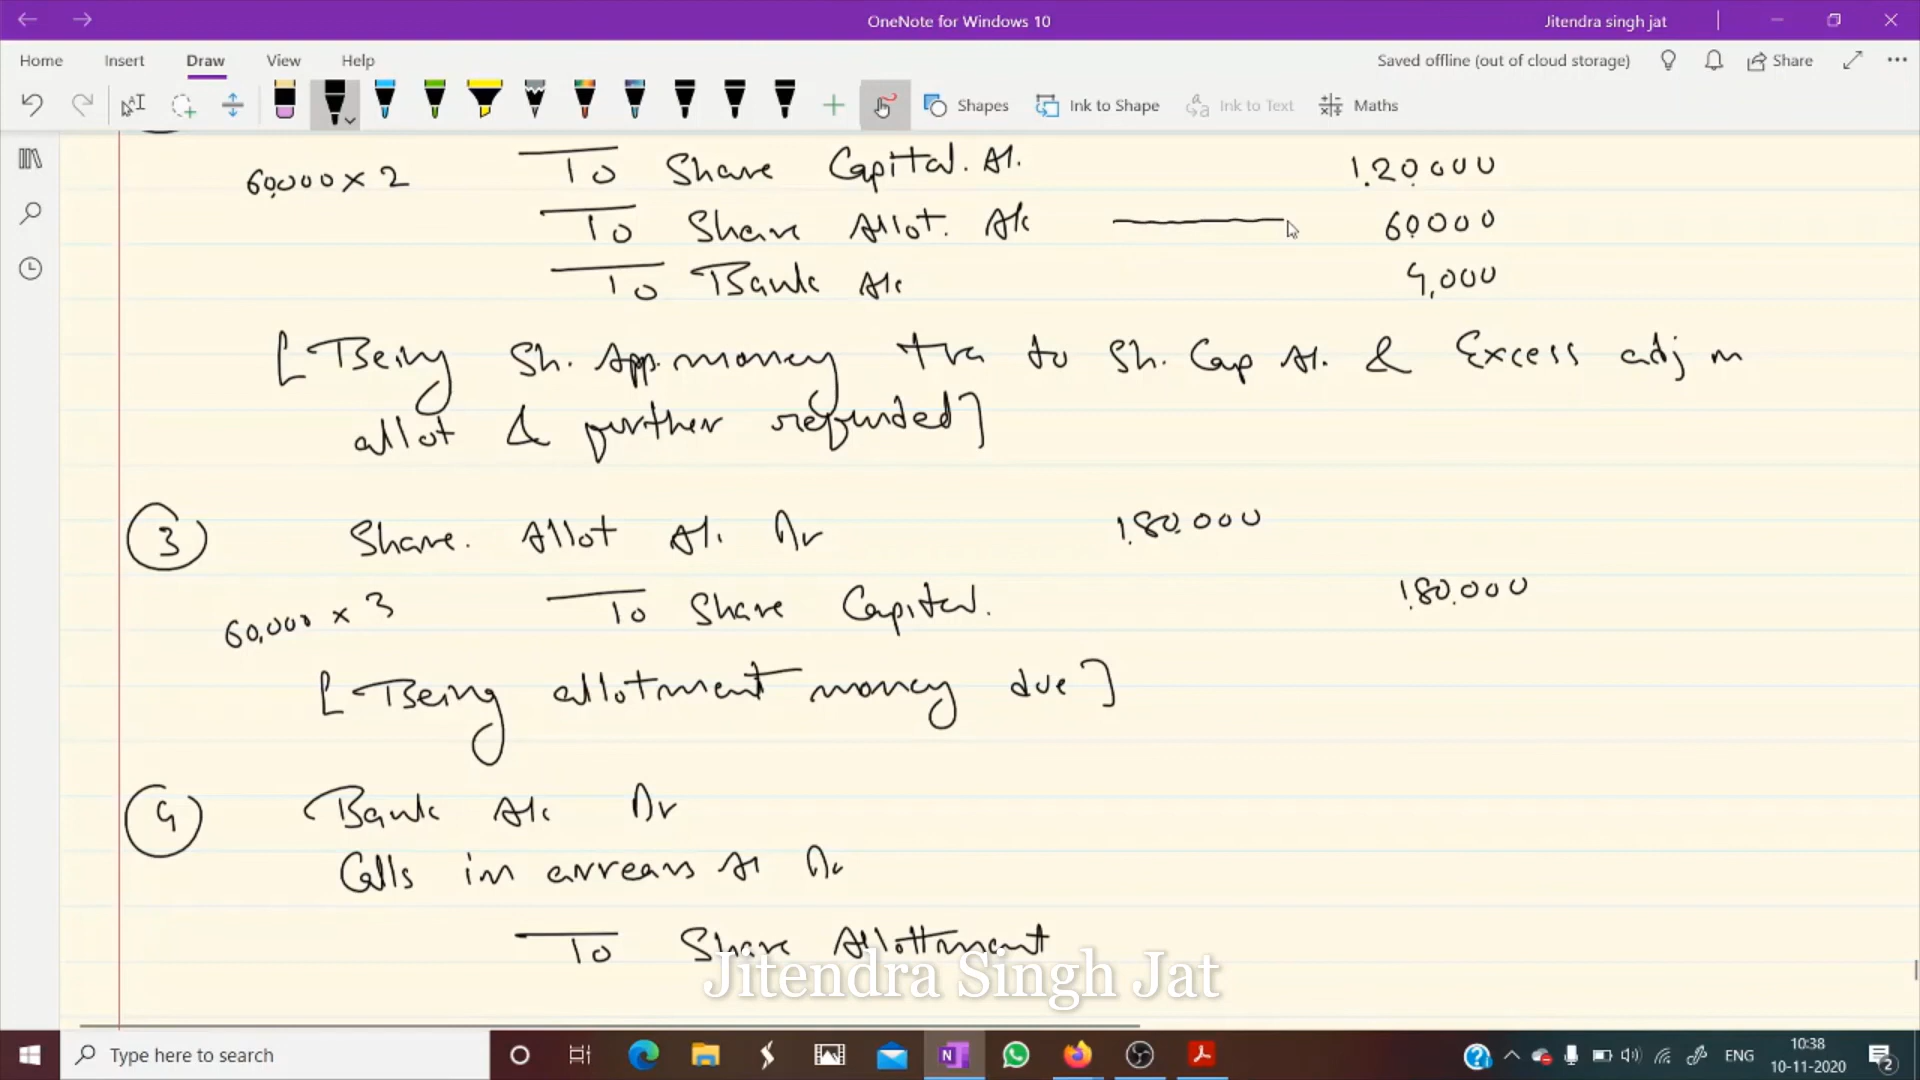 OneNote for Windows 10
Jitendra singh jat
Home Insert Draw View Help
Saved offline (out of cloud storage)
Share
Shapes
Ink to Shape
Ink to Text
Maths
60,000 x 2 To Share Capital. A/c. 1,20,000
To Share Allot. A/c 60000
To Bank A/c 4,000
[Being Sh. App. money tra to Sh. Cap A/c. & Excess adj in
allot & further refunded]
3 Share. Allot A/c. Dr 1,80,000
60,000 x 3 To Share Capital. 1,80,000
[Being allotment money due]
4 Bank A/c Dr
Calls in arrears A/c Dr
To Share Allottment
Jitendra Singh Jat
Type here to search
ENG
10:38
10-11-2020
2